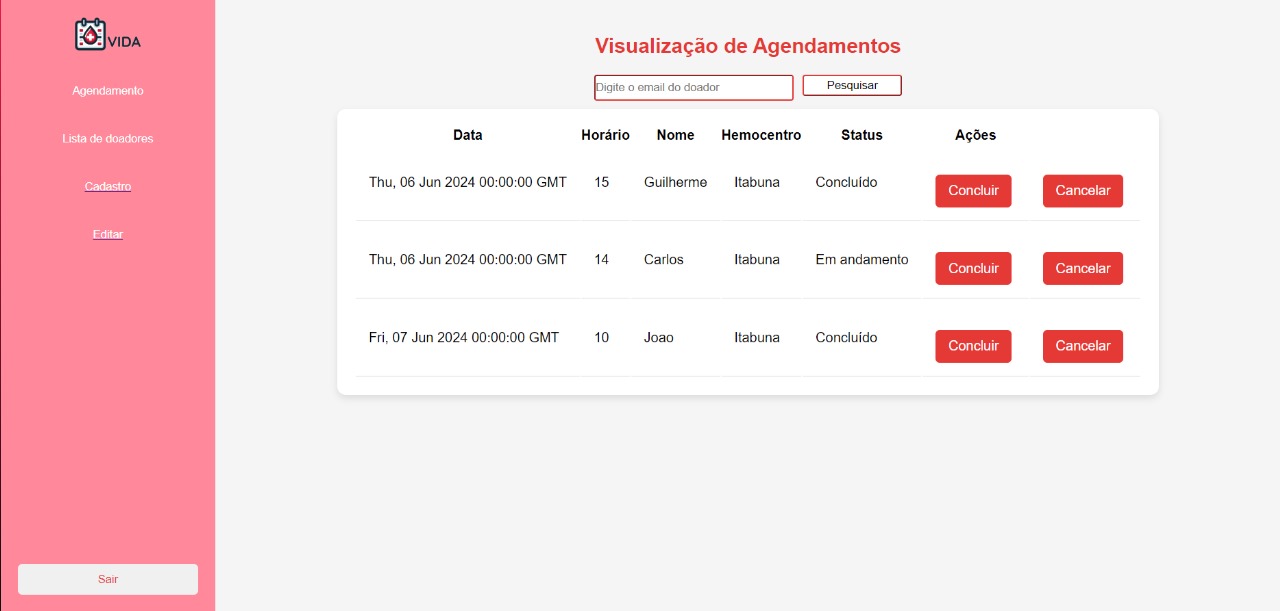 VIDA
Agendamento
Lista de doadores
Cadastro
Editar
Sair
Visualização de Agendamentos
Digite o email do doador Pesquisar
Data Horário Nome Hemocentro Status Ações
Thu, 06 Jun 2024 00:00:00 GMT 15 Guilherme Itabuna Concluído Concluir Cancelar
Thu, 06 Jun 2024 00:00:00 GMT 14 Carlos Itabuna Em andamento Concluir Cancelar
Fri, 07 Jun 2024 00:00:00 GMT 10 Joao Itabuna Concluído Concluir Cancelar